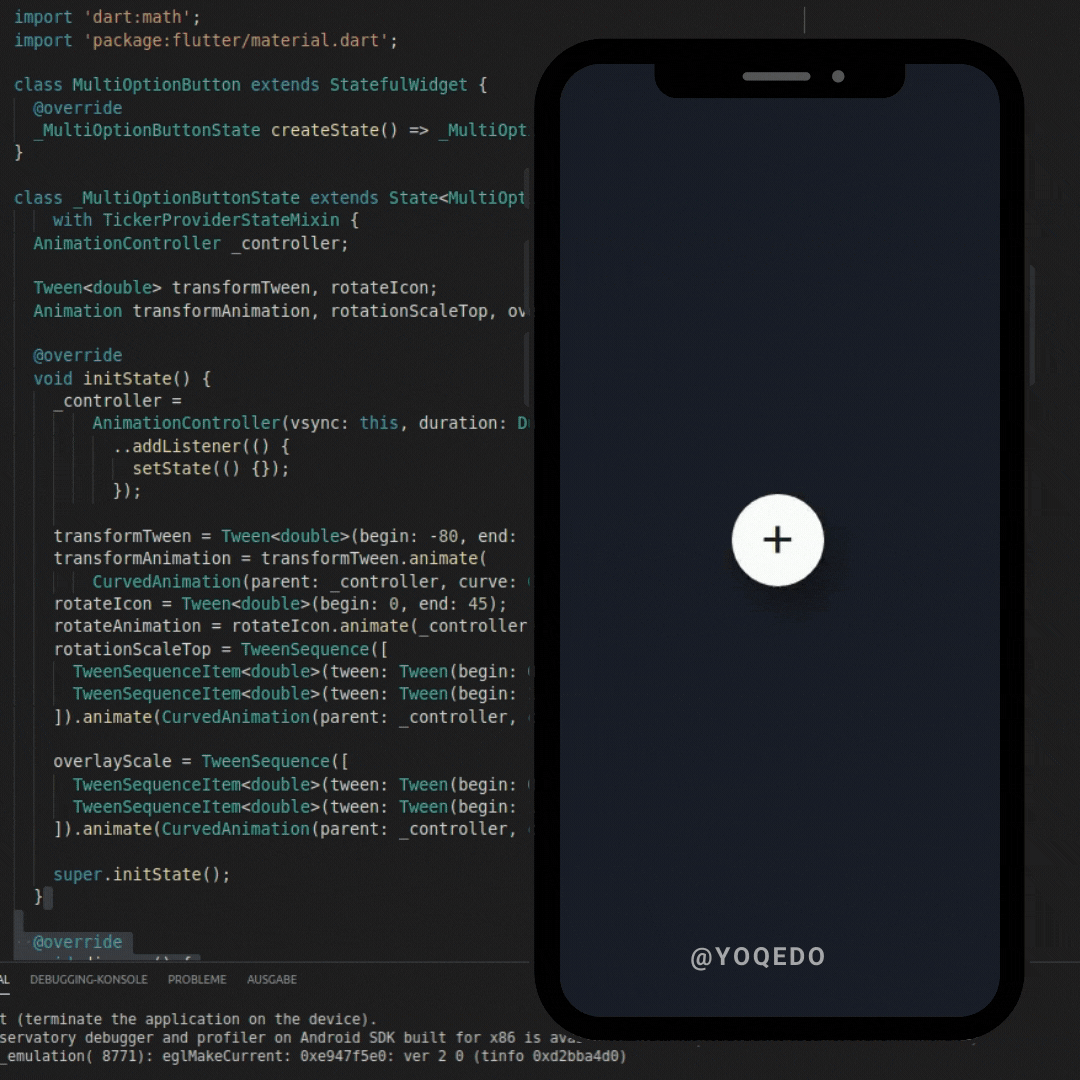 import 'dart:math';
import 'package:flutter/material.dart';
class MultiOptionButton extends StatefulWidget {
@override
_MultiOptionButtonState createState() => _MultiOpt
}
class _MultiOptionButtonState extends State<MultiOpt
with TickerProviderStateMixin {
AnimationController _controller;
Tween<double> transformTween, rotateIcon;
Animation transformAnimation, rotationScaleTop, ov
@override
void initState() {
_controller =
AnimationController(vsync: this, duration: D
..addListener(() {
setState(() {});
});
transformTween = Tween<double>(begin: -80, end:
transformAnimation = transformTween.animate(
CurvedAnimation(parent: _controller, curve:
rotateIcon = Tween<double>(begin: 0, end: 45);
rotateAnimation = rotateIcon.animate(_controller
rotationScaleTop = TweenSequence([
TweenSequenceItem<double>(tween: Tween(begin:
TweenSequenceItem<double>(tween: Tween(begin:
]).animate(CurvedAnimation(parent: _controller,
overlayScale = TweenSequence([
TweenSequenceItem<double>(tween: Tween(begin:
TweenSequenceItem<double>(tween: Tween(begin:
]).animate(CurvedAnimation(parent: _controller,
super.initState();
}
@override
AL DEBUGGING-KONSOLE PROBLEME AUSGABE
t (terminate the application on the device).
servatory debugger and profiler on Android SDK built for x86 is ava
_emulation( 8771): eglMakeCurrent: 0xe947f5e0: ver 2 0 (tinfo 0xd2bba4d0)
+
@YOQEDO